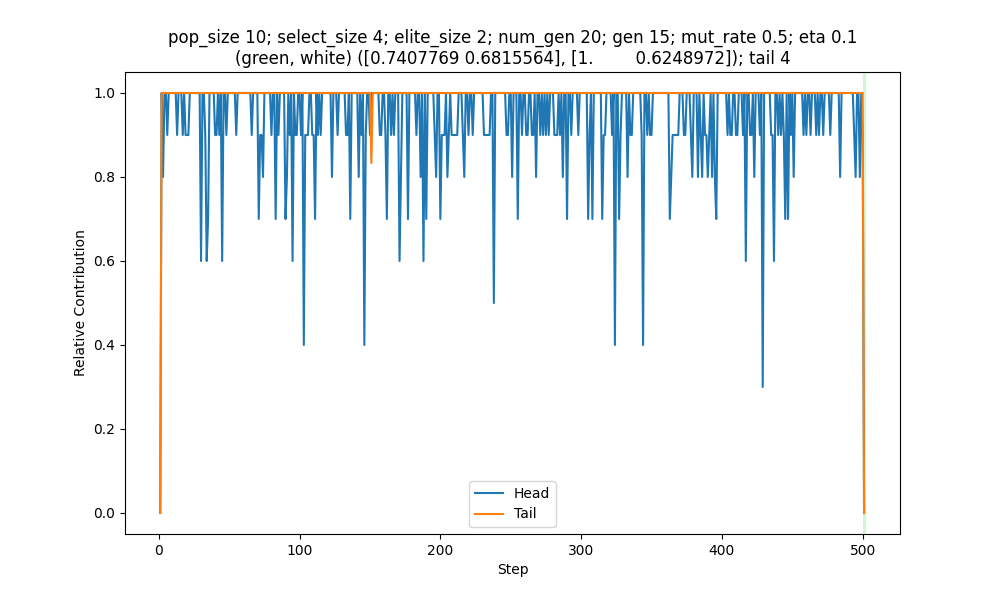 pop_size 10; select_size 4; elite_size 2; num_gen 20; gen 15; mut_rate 0.5; eta 0.1
(green, white) ([0.7407769 0.6815564], [1.        0.6248972]); tail 4
1.0
0.8
0.6
0.4
0.2
0.0
Relative Contribution
Head
Tail
0
100
200
300
400
500
Step